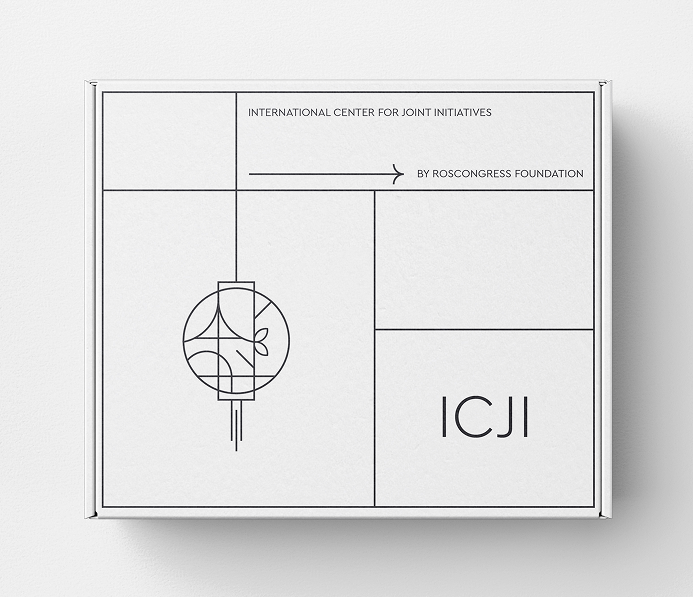 INTERNATIONAL CENTER FOR JOINT INITIATIVES
BY ROSCONGRESS FOUNDATION
ICJI